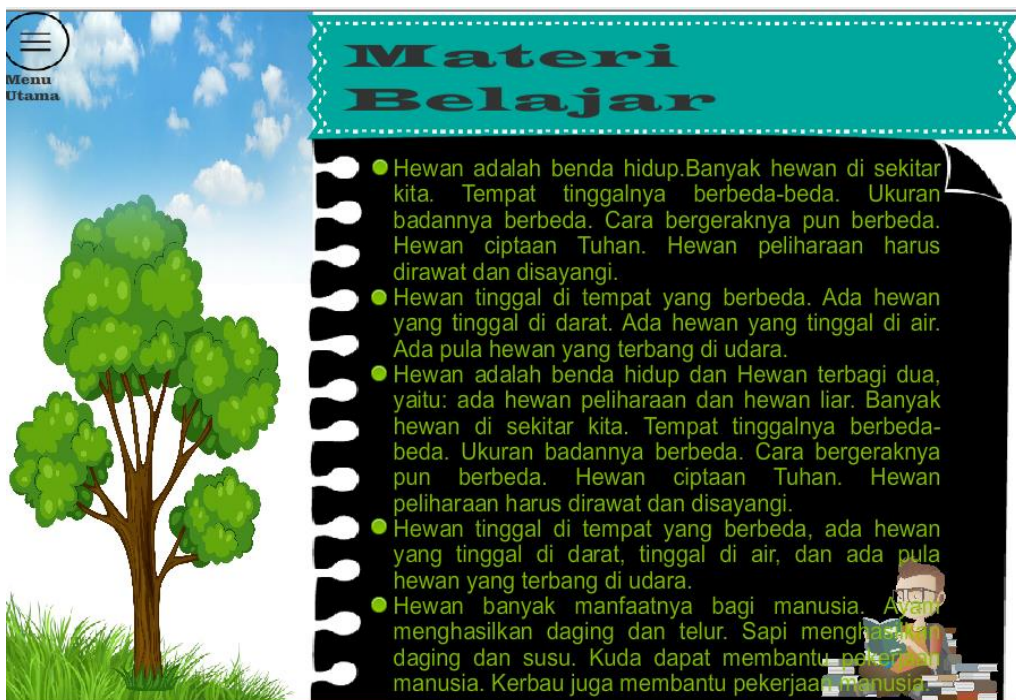 Menu
Utama
Materi
Belajar
Hewan adalah benda hidup.Banyak hewan di sekitar
kita. Tempat tinggalnya berbeda-beda. Ukuran
badannya berbeda. Cara bergeraknya pun berbeda.
Hewan ciptaan Tuhan. Hewan peliharaan harus
dirawat dan disayangi.
Hewan tinggal di tempat yang berbeda. Ada hewan
yang tinggal di darat. Ada hewan yang tinggal di air.
Ada pula hewan yang terbang di udara.
Hewan adalah benda hidup dan Hewan terbagi dua,
yaitu: ada hewan peliharaan dan hewan liar. Banyak
hewan di sekitar kita. Tempat tinggalnya berbeda-
beda. Ukuran badannya berbeda. Cara bergeraknya
pun berbeda. Hewan ciptaan Tuhan. Hewan
peliharaan harus dirawat dan disayangi.
Hewan tinggal di tempat yang berbeda, ada hewan
yang tinggal di darat, tinggal di air, dan ada pula
hewan yang terbang di udara.
Hewan banyak manfaatnya bagi manusia. Ayam
menghasilkan daging dan telur. Sapi menghasilkan
daging dan susu. Kuda dapat membantu pekerjaan
manusia. Kerbau juga membantu pekerjaan manusia.